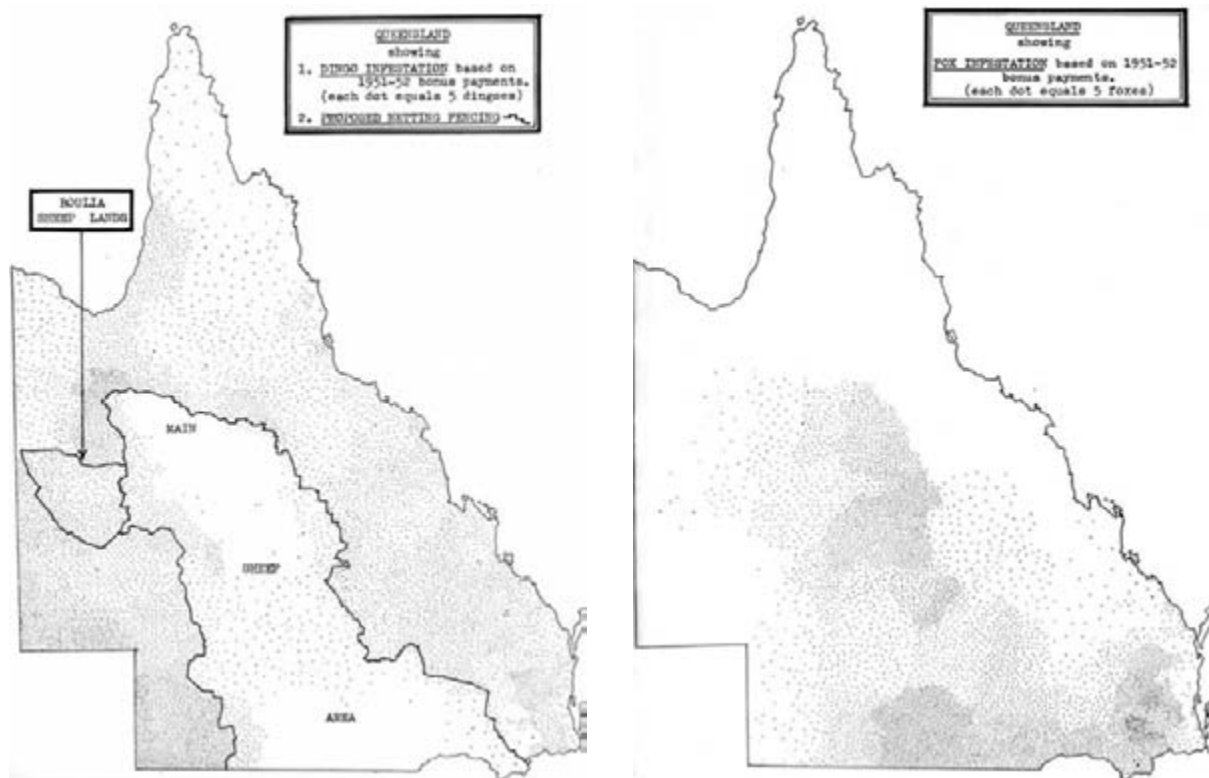 QUEENSLAND
showing
1. DINGO INFESTATION based on
1951-52 bonus payments.
(each dot equals 5 dingoes)
2. PROPOSED NETTING FENCING
BOULIA
SHEEP LANDS
MAIN
SHEEP
AREA
QUEENSLAND
showing
FOX INFESTATION based on 1951-52
bonus payments.
(each dot equals 5 foxes)